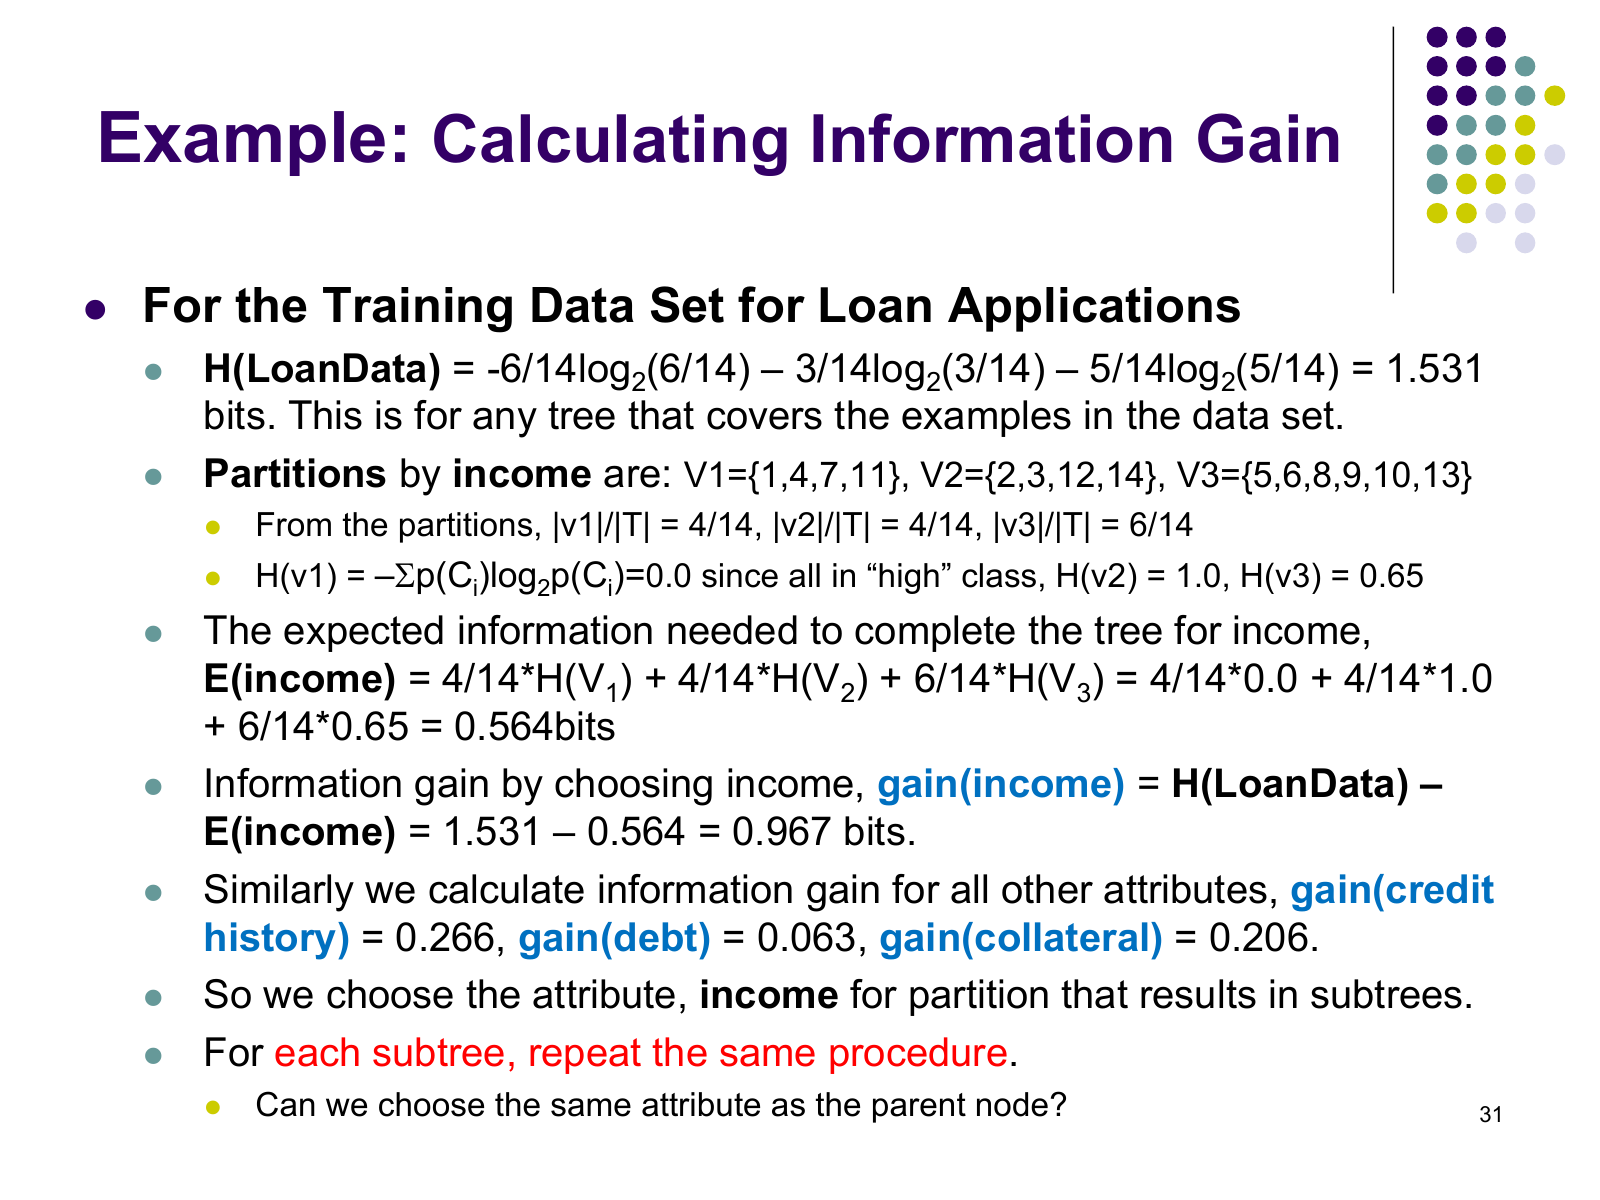 Example: Calculating Information Gain
For the Training Data Set for Loan Applications
H(LoanData) = -6/14log₂(6/14) – 3/14log₂(3/14) – 5/14log₂(5/14) = 1.531
bits. This is for any tree that covers the examples in the data set.
Partitions by income are: V1={1,4,7,11}, V2={2,3,12,14}, V3={5,6,8,9,10,13}
From the partitions, |v1|/|T| = 4/14, |v2|/|T| = 4/14, |v3|/|T| = 6/14
H(v1) = –Σp(Cᵢ)log₂p(Cᵢ)=0.0 since all in “high” class, H(v2) = 1.0, H(v3) = 0.65
The expected information needed to complete the tree for income,
E(income) = 4/14*H(V₁) + 4/14*H(V₂) + 6/14*H(V₃) = 4/14*0.0 + 4/14*1.0
+ 6/14*0.65 = 0.564bits
Information gain by choosing income, gain(income) = H(LoanData) –
E(income) = 1.531 – 0.564 = 0.967 bits.
Similarly we calculate information gain for all other attributes, gain(credit
history) = 0.266, gain(debt) = 0.063, gain(collateral) = 0.206.
So we choose the attribute, income for partition that results in subtrees.
For each subtree, repeat the same procedure.
Can we choose the same attribute as the parent node?
31